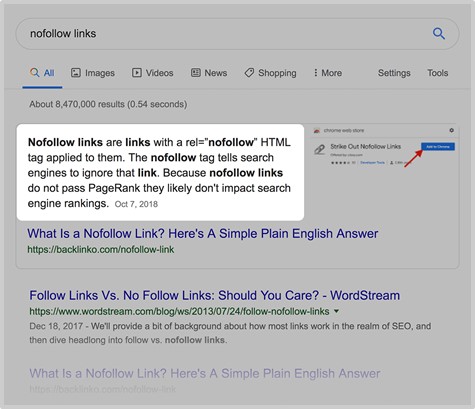 nofollow links
All
Images
Videos
News
Shopping
More
Settings
Tools
About 8,470,000 results (0.54 seconds)
Nofollow links are links with a rel="nofollow" HTML
tag applied to them. The nofollow tag tells search
engines to ignore that link. Because nofollow links
do not pass PageRank they likely don't impact search
engine rankings. Oct 7, 2018
chrome web store
Strike Out Nofollow Links
Add to Chrome
What Is a Nofollow Link? Here's A Simple Plain English Answer
https://backlinko.com/nofollow-link
Follow Links Vs. No Follow Links: Should You Care? - WordStream
https://www.wordstream.com/blog/ws/2013/07/24/follow-nofollow-links
Dec 18, 2017 - We'll provide a bit of background about how most links work in the realm of SEO, and
then dive headlong into follow vs. nofollow links.
What Is a Nofollow Link? Here's A Simple Plain English Answer
https://backlinko.com/nofollow-link